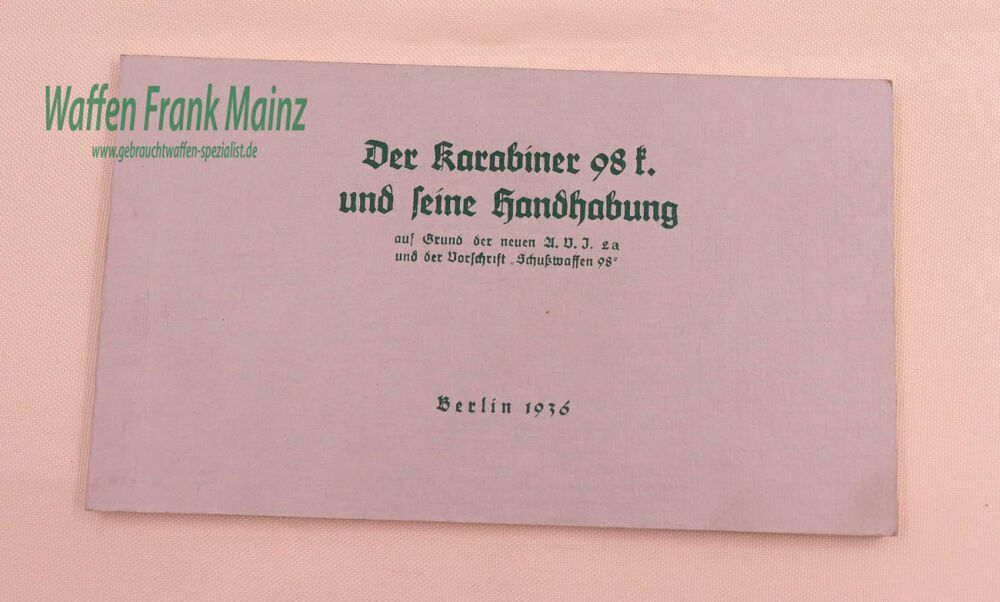 Waffen Frank Mainz
www.gebrauchtwaffen-spezialist.de
Der Karabiner 98 k.
und seine Handhabung
auf Grund der neuen A. V. I. 2a
und der Vorschrift „Schußwaffen 98“
Berlin 1936